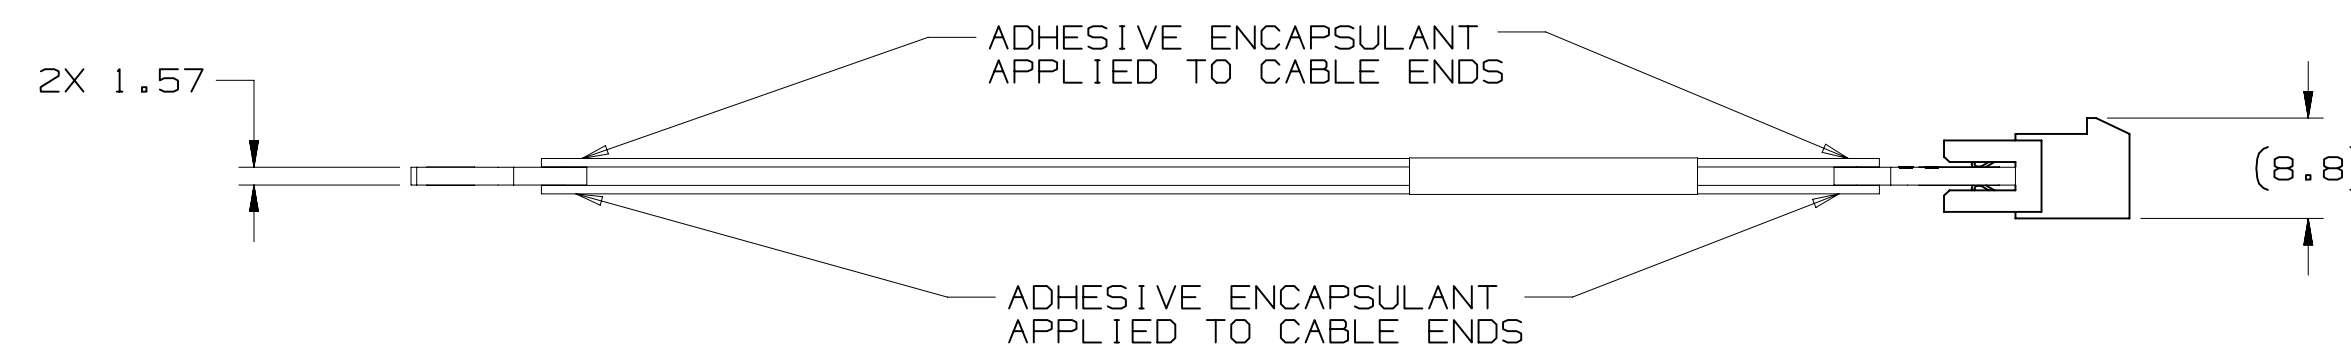 ADHESIVE ENCAPSULANT
APPLIED TO CABLE ENDS
2X 1.57
(8.8)
ADHESIVE ENCAPSULANT
APPLIED TO CABLE ENDS